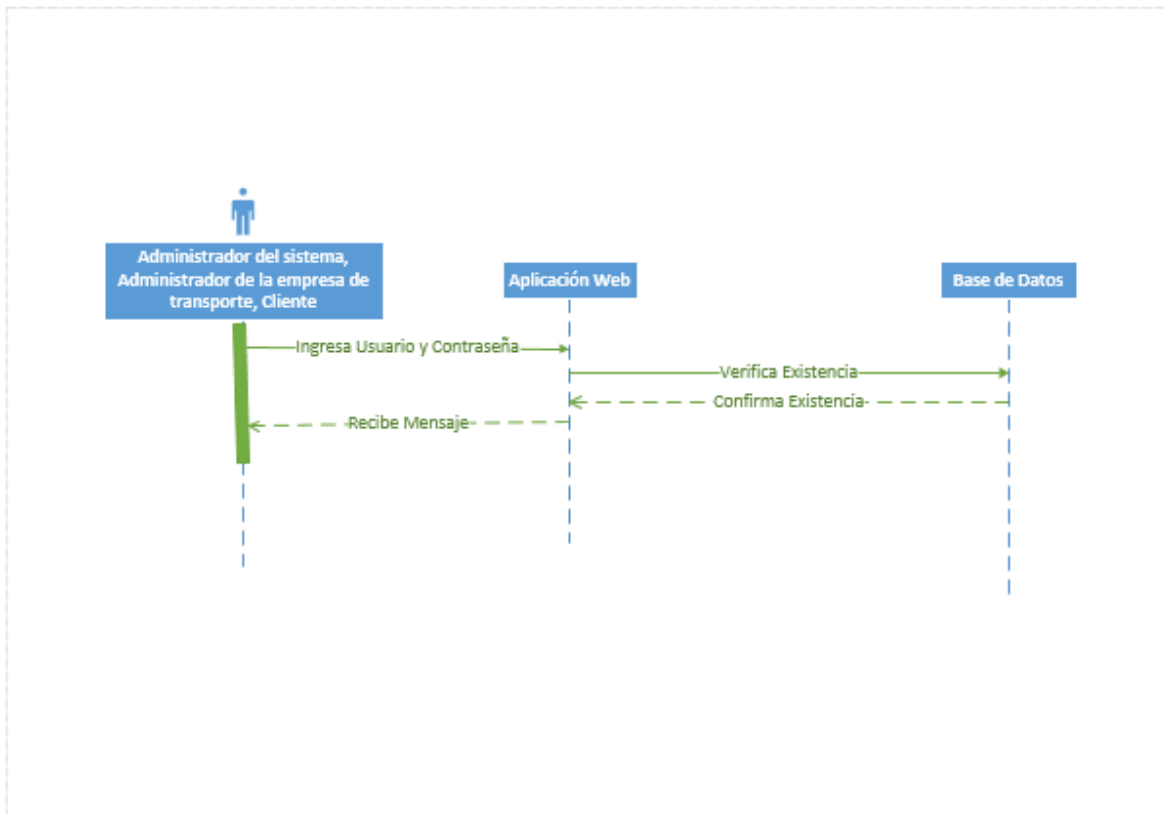 Administrador del sistema,
Administrador de la empresa de
transporte, Cliente
Aplicación Web
Base de Datos
Ingresa Usuario y Contraseña
Verifica Existencia
Confirma Existencia
Recibe Mensaje